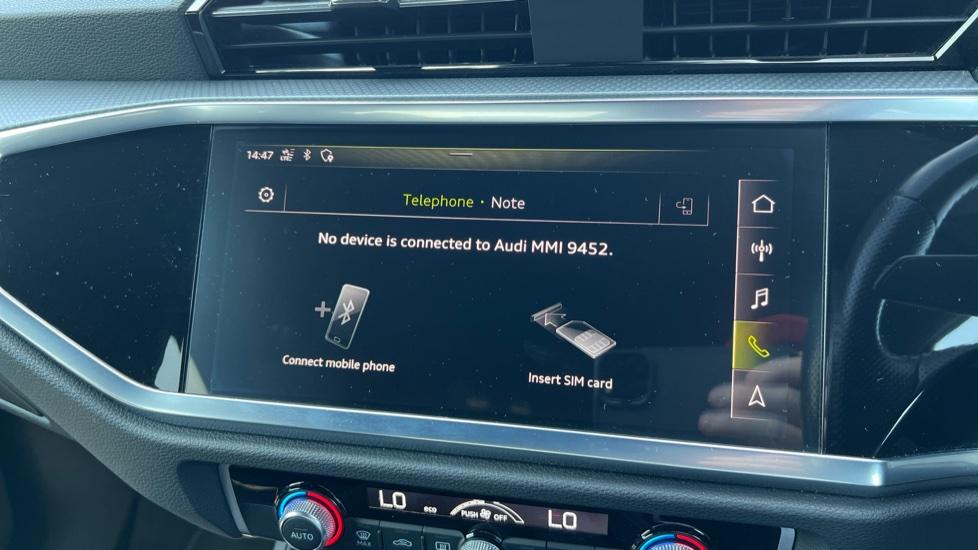 14:47 LTE
Telephone · Note
No device is connected to Audi MMI 9452.
Connect mobile phone
Insert SIM card
LO eco PUSH OFF LO
AUTO MAX